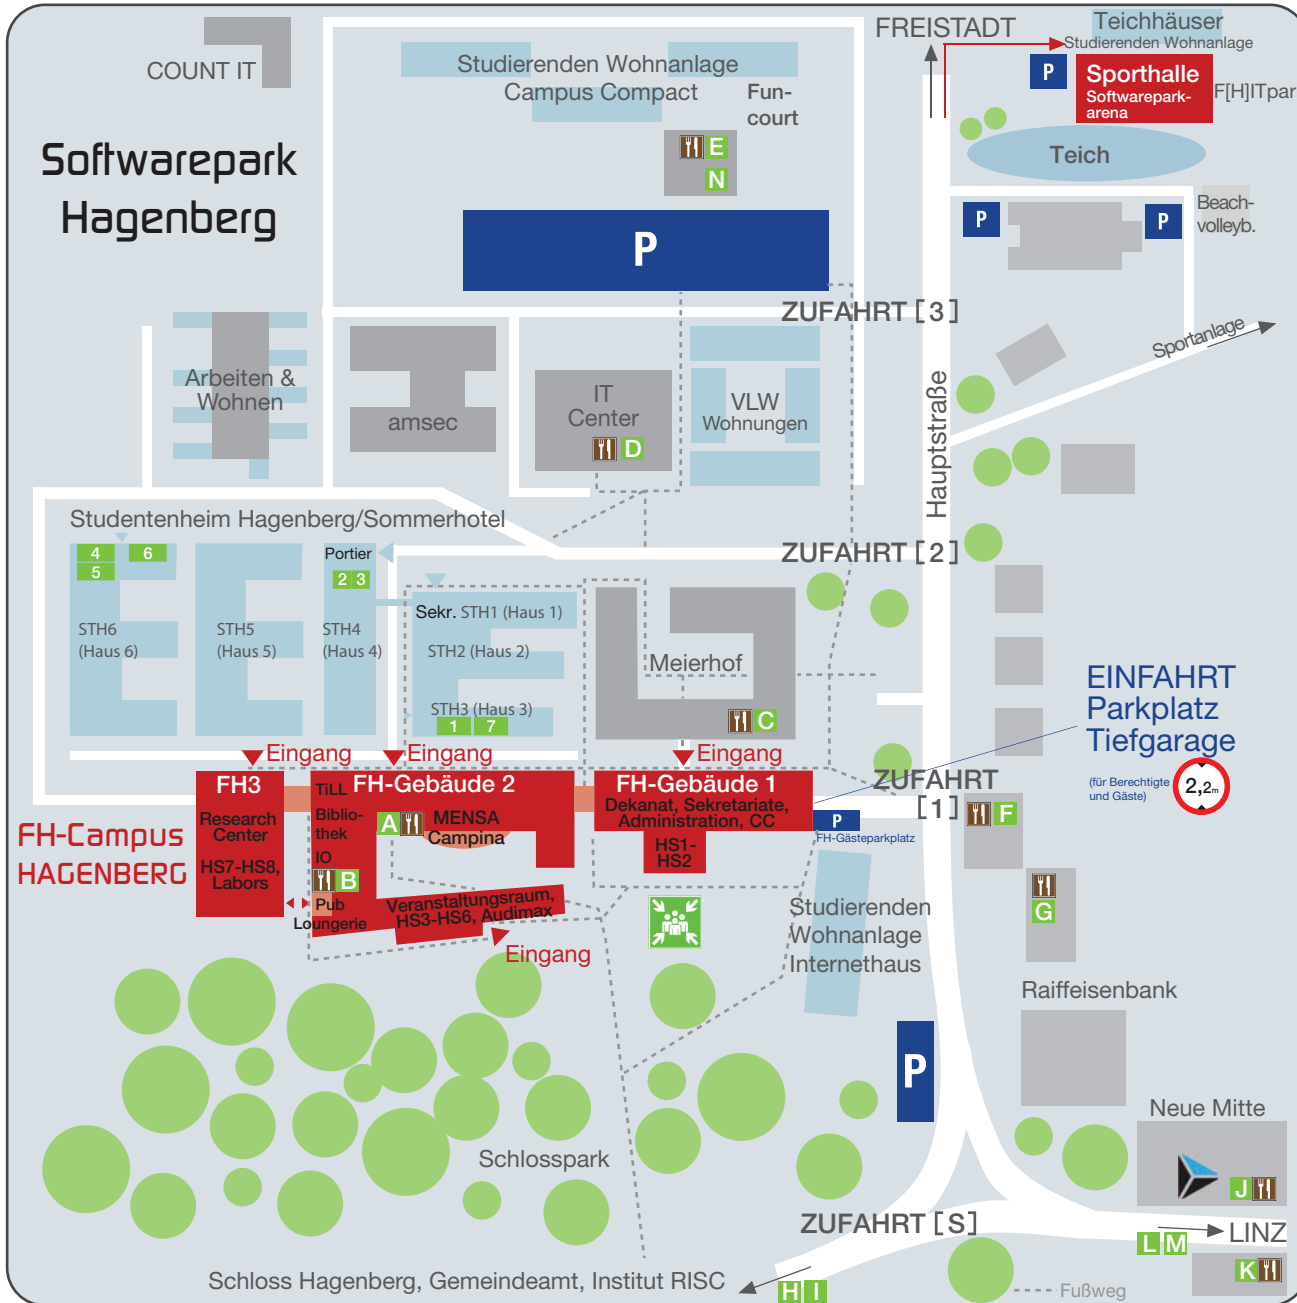 COUNT IT
Softwarepark
Hagenberg
Studierenden Wohnanlage
Campus Compact
Fun-
court
E
N
P
FREISTADT
Teichhäuser
Studierenden Wohnanlage
P
Sporthalle
Softwarepark-
arena
F[H]ITpar
Teich
P
P
Beach-
volleyb.
ZUFAHRT [3]
Sportanlage
Hauptstraße
Arbeiten &
Wohnen
amsec
IT
Center
D
VLW
Wohnungen
Studentenheim Hagenberg/Sommerhotel
ZUFAHRT [2]
4
5
6
Portier
2 3
STH6
(Haus 6)
STH5
(Haus 5)
STH4
(Haus 4)
Sekr. STH1 (Haus 1)
STH2 (Haus 2)
STH3 (Haus 3)
1
7
Meierhof
C
EINFAHRT
Parkplatz
Tiefgarage
(für Berechtigte
und Gäste)
2,2m
Eingang
Eingang
Eingang
ZUFAHRT
[1]
FH-Campus
HAGENBERG
FH3
Research
Center
HS7-HS8,
Labors
FH-Gebäude 2
TiLL
Biblio-
thek
IO
B
Pub
Loungerie
A
MENSA
Campina
Veranstaltungsraum,
HS3-HS6, Audimax
Eingang
FH-Gebäude 1
Dekanat, Sekretariate,
Administration, CC
HS1-
HS2
P
FH-Gästeparkplatz
F
G
Studierenden
Wohnanlage
Internethaus
Raiffeisenbank
P
Neue Mitte
J
Schlosspark
ZUFAHRT [S]
LINZ
L M
K
Schloss Hagenberg, Gemeindeamt, Institut RISC
H I
Fußweg